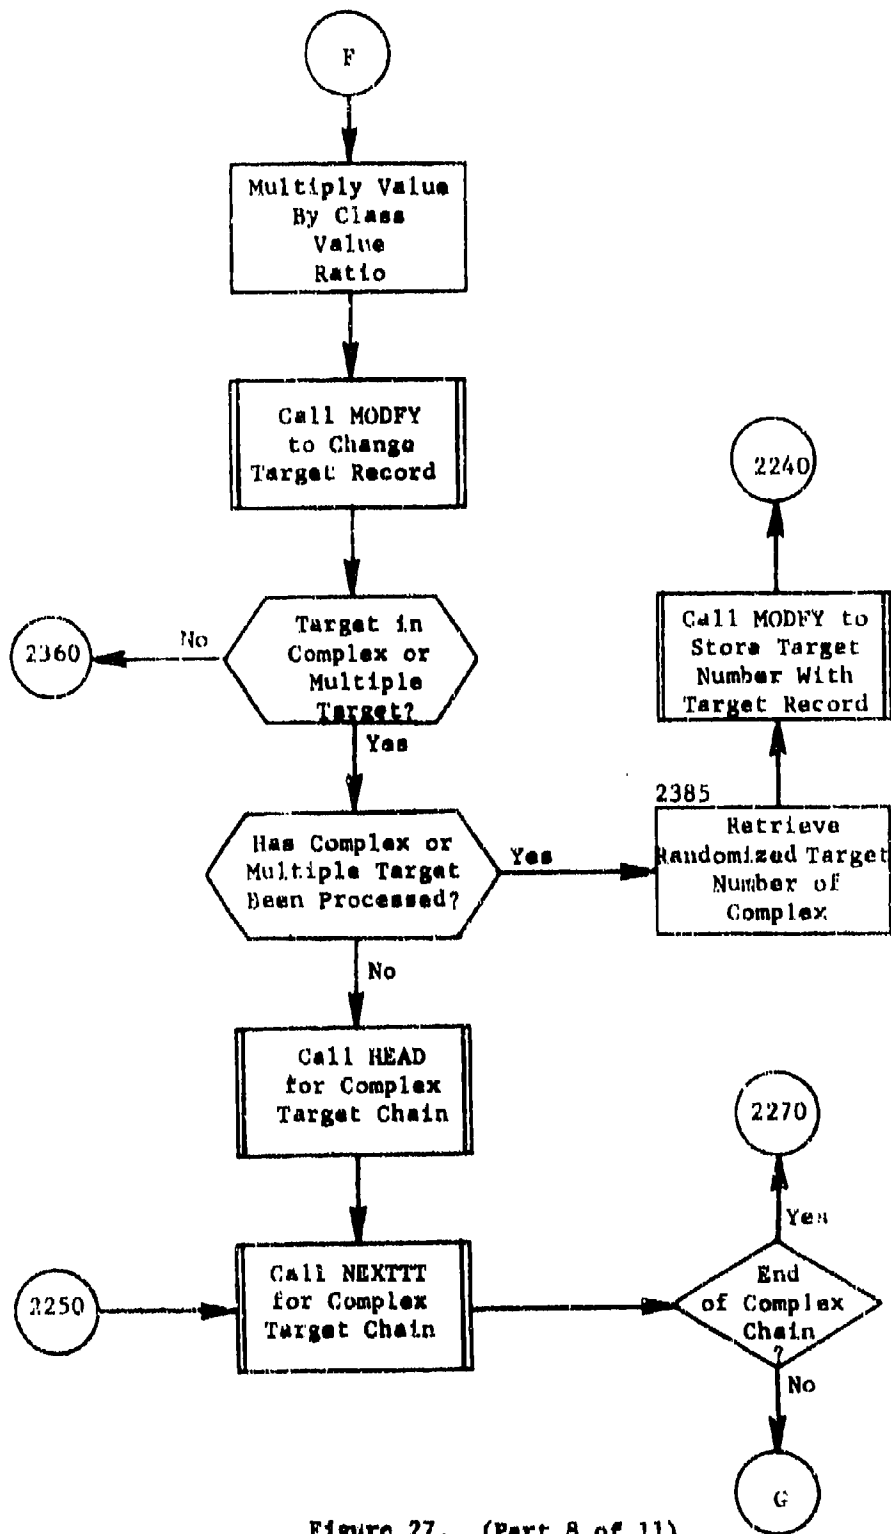 F
Multiply Value
By Class
Value
Ratio
Call MODFY
to Change
Target Record
2240
Target in
Complex or
Multiple
Target?
No
2360
Yes
Call MODFY to
Store Target
Number With
Target Record
2385
Retrieve
Randomized Target
Number of
Complex
Has Complex or
Multiple Target
Been Processed?
Yes
No
Call HEAD
for Complex
Target Chain
2270
Yes
2250
Call NEXTTT
for Complex
Target Chain
End
of Complex
Chain
?
No
G
Figure 27. (Part 8 of 11)